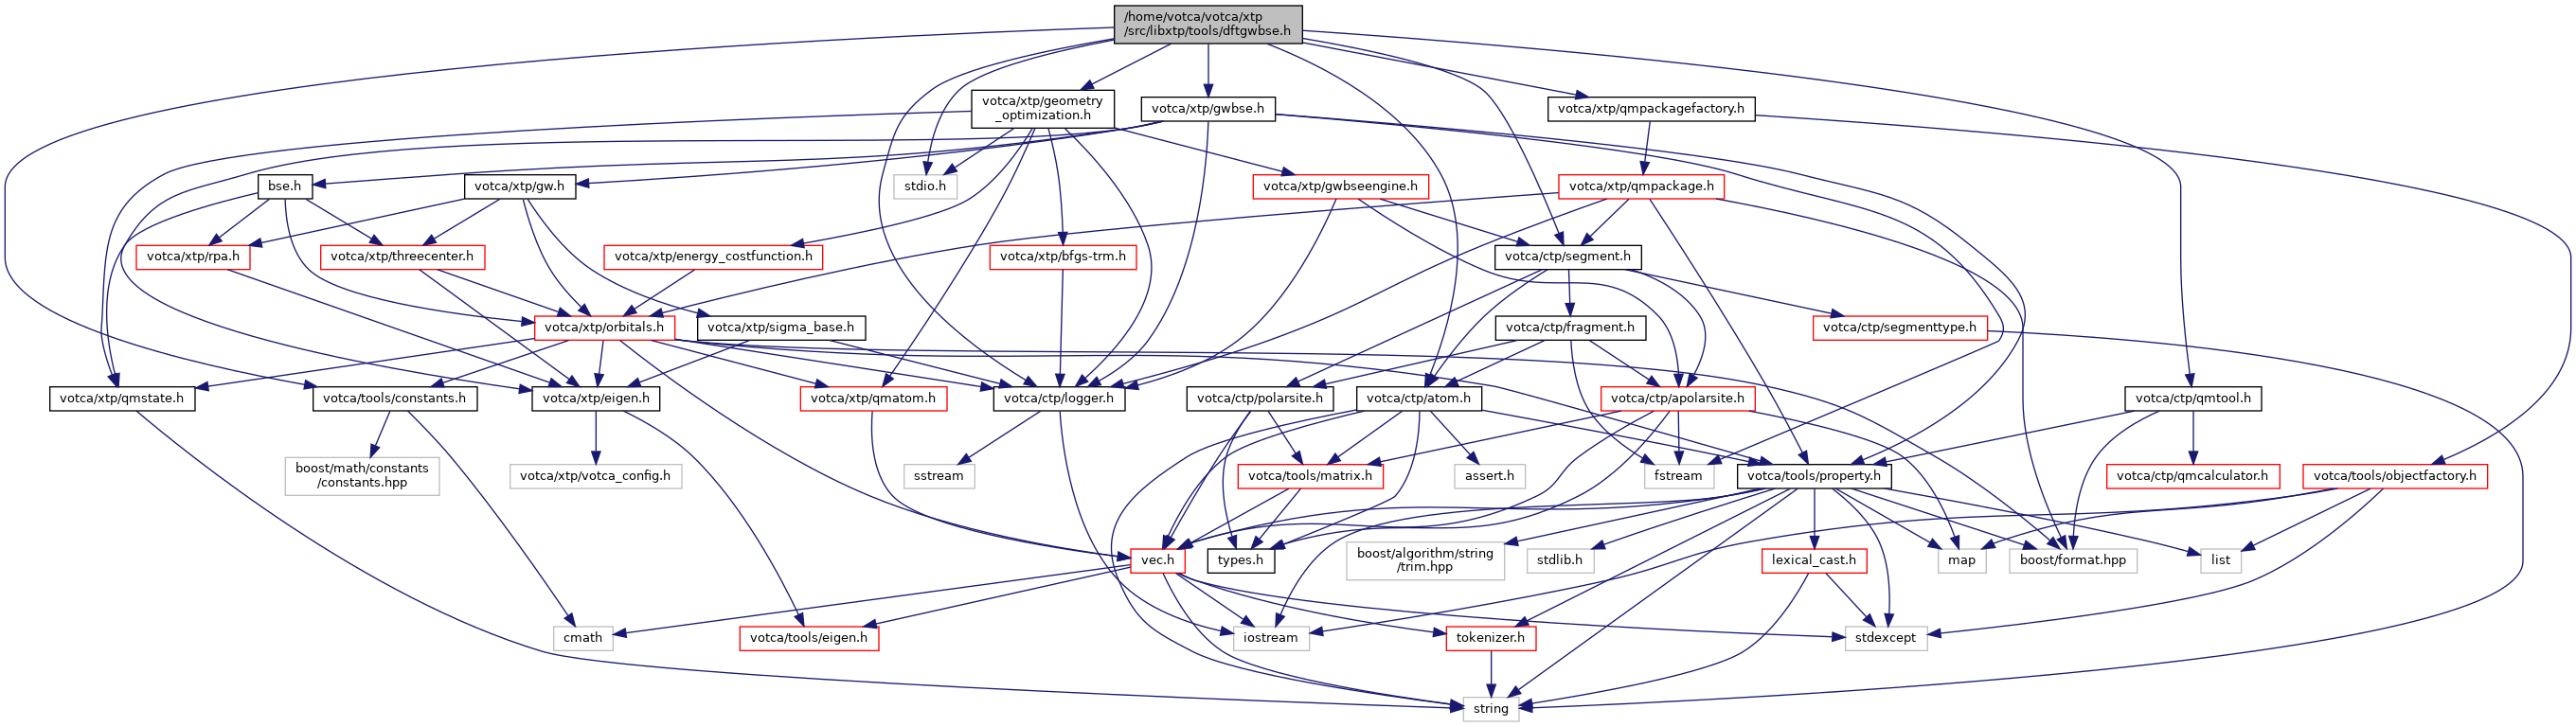 /home/votca/votca/xtp
/src/libxtp/tools/dftgwbse.h
votca/xtp/geometry
_optimization.h
votca/xtp/gwbse.h
votca/xtp/qmpackagefactory.h
bse.h
votca/xtp/gw.h
stdio.h
votca/xtp/gwbseengine.h
votca/xtp/qmpackage.h
votca/xtp/rpa.h
votca/xtp/threecenter.h
votca/xtp/energy_costfunction.h
votca/xtp/bfgs-trm.h
votca/ctp/segment.h
votca/xtp/orbitals.h
votca/xtp/sigma_base.h
votca/ctp/fragment.h
votca/ctp/segmenttype.h
votca/xtp/qmstate.h
votca/tools/constants.h
votca/xtp/eigen.h
votca/xtp/qmatom.h
votca/ctp/logger.h
votca/ctp/polarsite.h
votca/ctp/atom.h
votca/ctp/apolarsite.h
votca/ctp/qmtool.h
boost/math/constants
/constants.hpp
votca/xtp/votca_config.h
sstream
votca/tools/matrix.h
assert.h
fstream
votca/tools/property.h
votca/ctp/qmcalculator.h
votca/tools/objectfactory.h
vec.h
types.h
boost/algorithm/string
/trim.hpp
stdlib.h
lexical_cast.h
map
boost/format.hpp
list
cmath
votca/tools/eigen.h
iostream
tokenizer.h
stdexcept
string